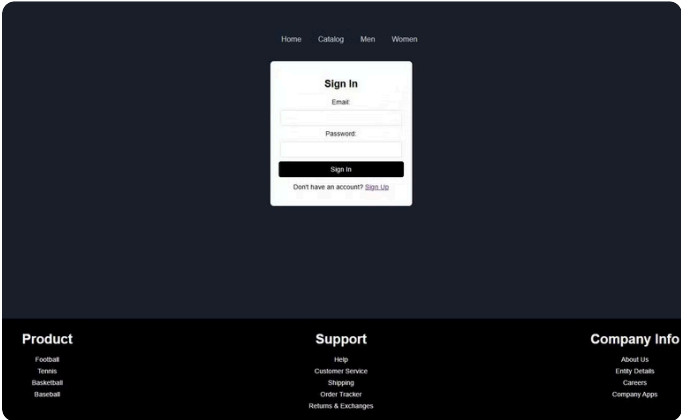 Home Catalog Men Women
Sign In
Email:
Password:
Sign In
Don't have an account? Sign Up
Product
Football
Tennis
Basketball
Baseball
Support
Help
Customer Service
Shipping
Order Tracker
Returns & Exchanges
Company Info
About Us
Entity Details
Careers
Company Apps